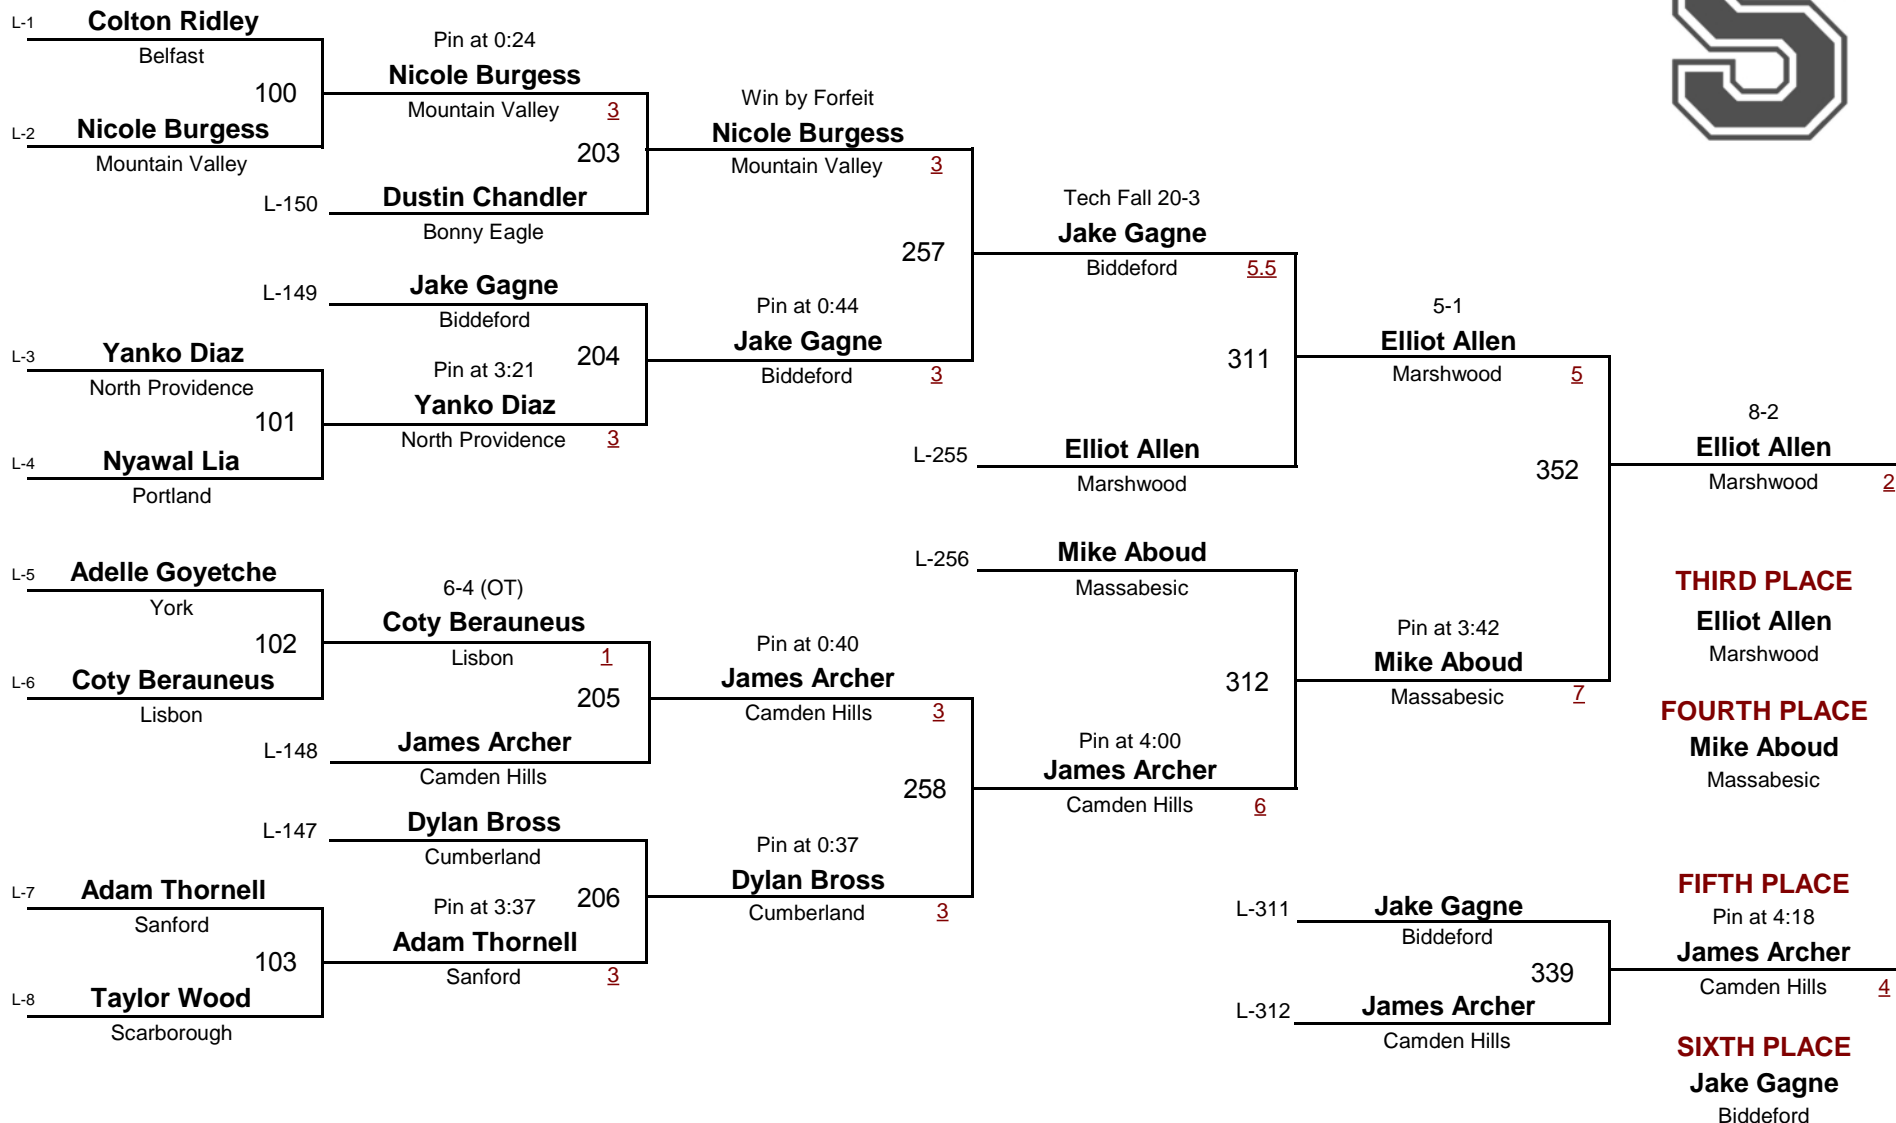 L-1 Colton Ridley
Belfast
100
L-2 Nicole Burgess
Mountain Valley
Pin at 0:24
Nicole Burgess
Mountain Valley 3
203
L-150 Dustin Chandler
Bonny Eagle
Win by Forfeit
Nicole Burgess
Mountain Valley 3
257
L-149 Jake Gagne
Biddeford
204
L-3 Yanko Diaz
North Providence
101
L-4 Nyawal Lia
Portland
Pin at 3:21
Yanko Diaz
North Providence 3
Pin at 0:44
Jake Gagne
Biddeford 3
Tech Fall 20-3
Jake Gagne
Biddeford 5.5
311
L-255 Elliot Allen
Marshwood
5-1
Elliot Allen
Marshwood 5
352
8-2
Elliot Allen
Marshwood 2
L-5 Adelle Goyetche
York
102
L-6 Coty Berauneus
Lisbon
6-4 (OT)
Coty Berauneus
Lisbon 1
205
L-148 James Archer
Camden Hills
Pin at 0:40
James Archer
Camden Hills 3
258
L-147 Dylan Bross
Cumberland
206
L-7 Adam Thornell
Sanford
103
L-8 Taylor Wood
Scarborough
Pin at 3:37
Adam Thornell
Sanford 3
Pin at 0:37
Dylan Bross
Cumberland 3
L-256 Mike Aboud
Massabesic
312
Pin at 4:00
James Archer
Camden Hills 6
Pin at 3:42
Mike Aboud
Massabesic 7
THIRD PLACE
Elliot Allen
Marshwood
FOURTH PLACE
Mike Aboud
Massabesic
L-311 Jake Gagne
Biddeford
339
L-312 James Archer
Camden Hills
FIFTH PLACE
Pin at 4:18
James Archer
Camden Hills 4
SIXTH PLACE
Jake Gagne
Biddeford
S